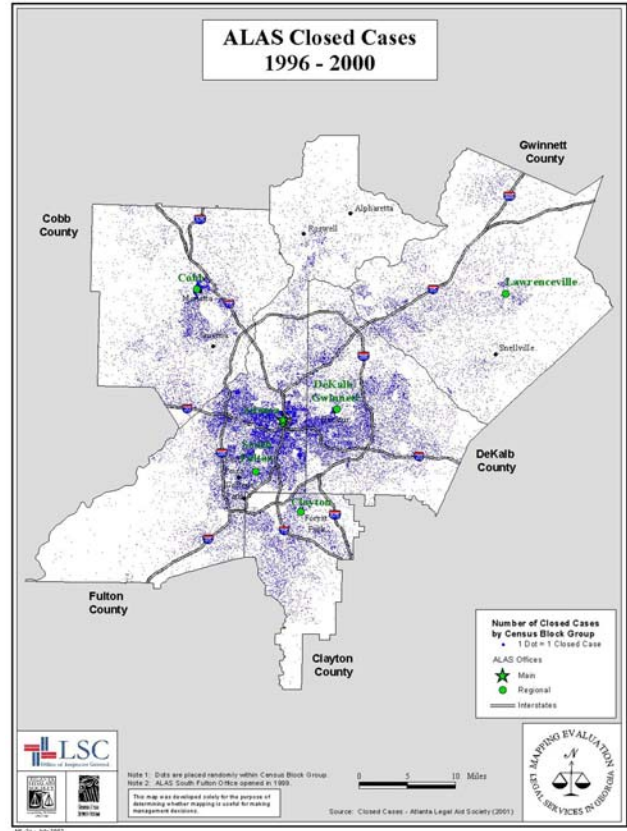 ALAS Closed Cases
1996 - 2000
Gwinnett
County
Cobb
County
Alpharetta
Roswell
Cobb
Lawrenceville
Snellville
DeKalb
Gwinnett
DeKalb
County
South
Clayton
Forest
Park
Fulton
County
Clayton
County
Number of Closed Cases
by Census Block Group
1 Dot = 1 Closed Case
ALAS Offices
Main
Regional
Interstates
LSC
Office of Inspector General
Note 1: Dots are placed randomly within Census Block Group
Note 2: ALAS South Fulton Office opened in 1999.
This map was developed solely for the purpose of
determining whether mapping is useful for making
management decisions.
0 5 10 Miles
Source: Closed Cases - Atlanta Legal Aid Society (2001)
MAPPING EVALUATION
N
LEGAL SERVICES IN GEORGIA